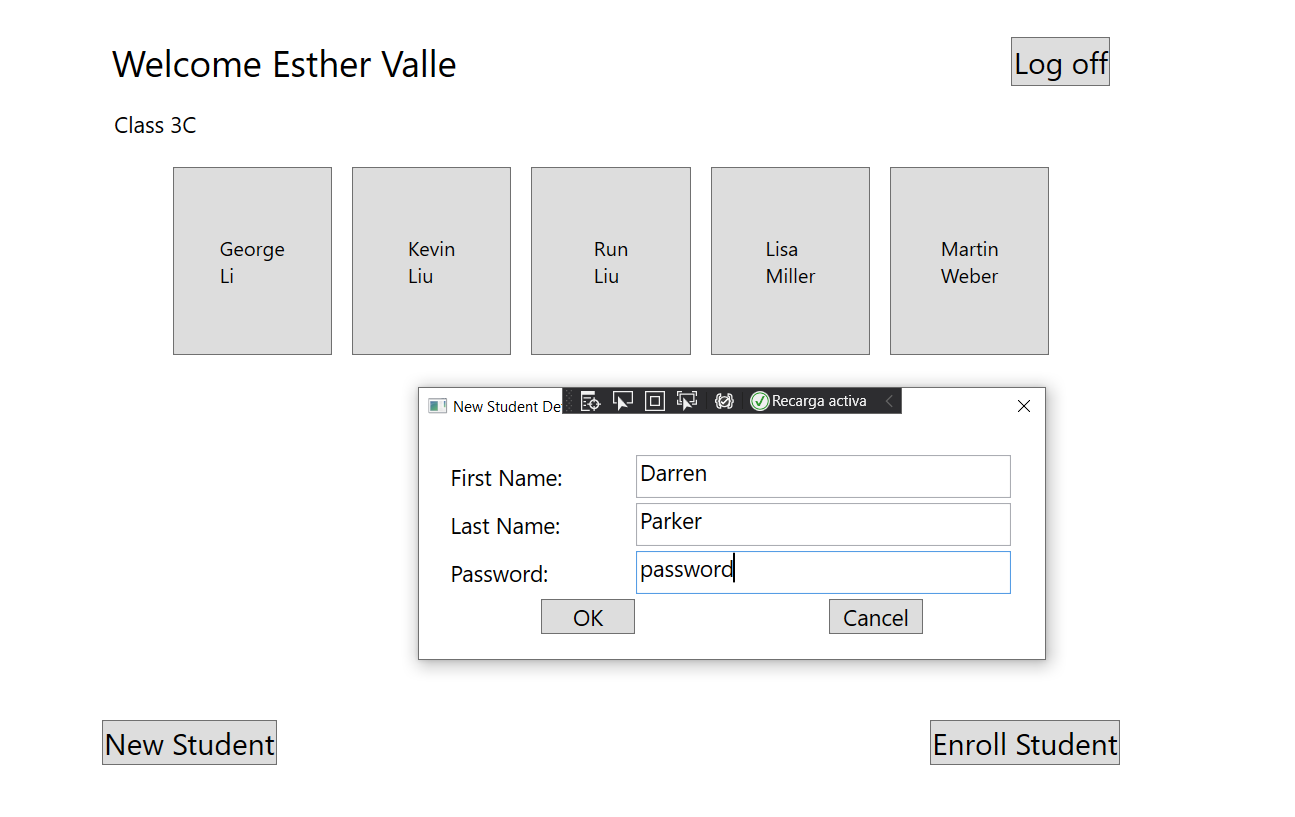 Welcome Esther Valle
Log off
Class 3C
George
Li
Kevin
Liu
Run
Liu
Lisa
Miller
Martin
Weber
New Student De
Recarga activa
First Name:
Darren
Last Name:
Parker
Password:
password
OK
Cancel
New Student
Enroll Student